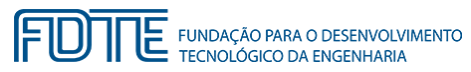 FDTE
FUNDAÇÃO PARA O DESENVOLVIMENTO
TECNOLÓGICO DA ENGENHARIA